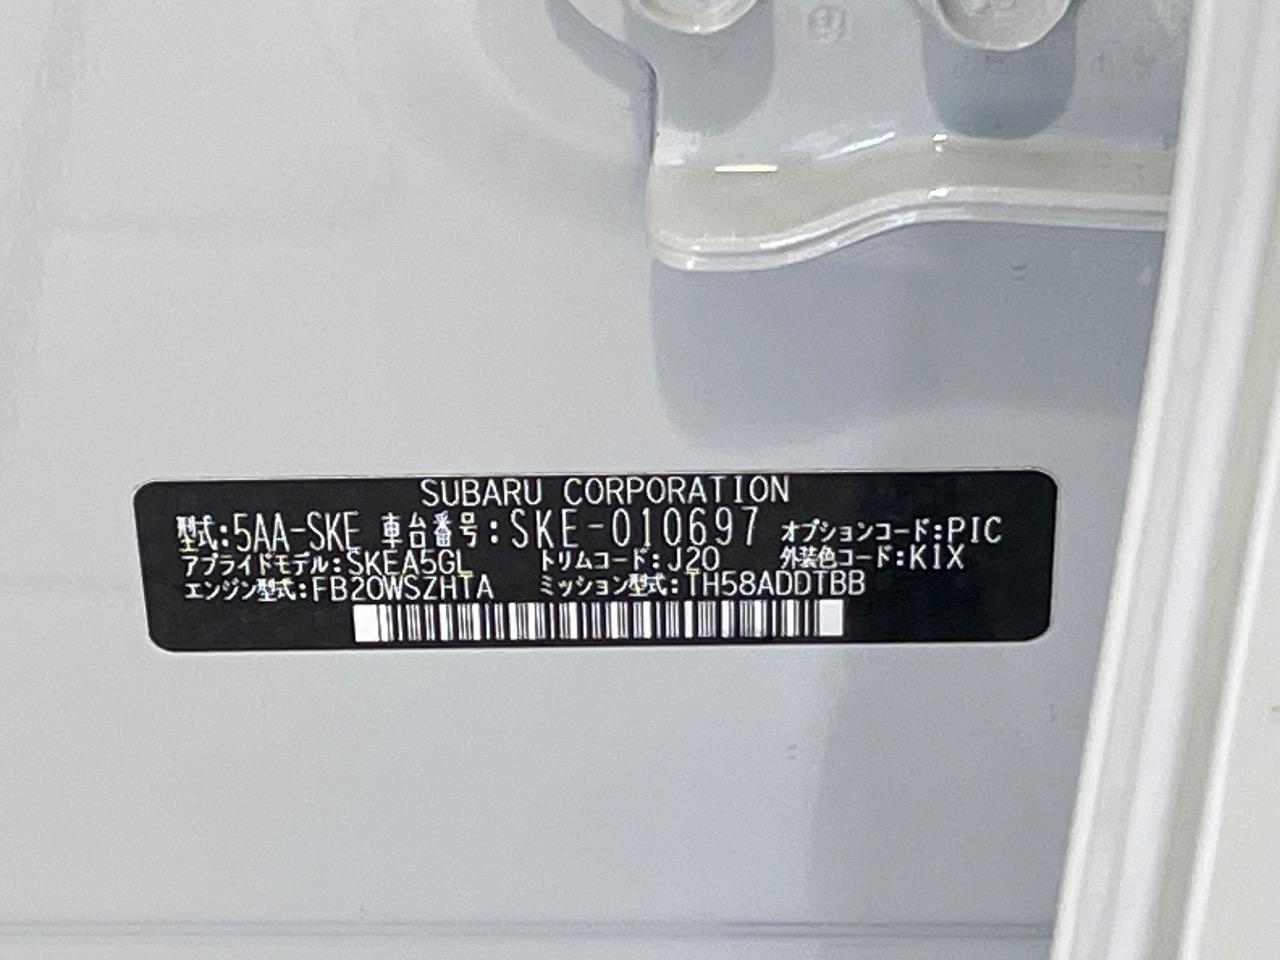 SUBARU CORPORATION
型式:5AA-SKE 車台番号:SKE-010697 オプションコード:PIC
アプライドモデル:SKEA5GL トリムコード:J20 外装色コード:K1X
エンジン型式:FB20WSZHTA ミッション型式:TH58ADDTBB